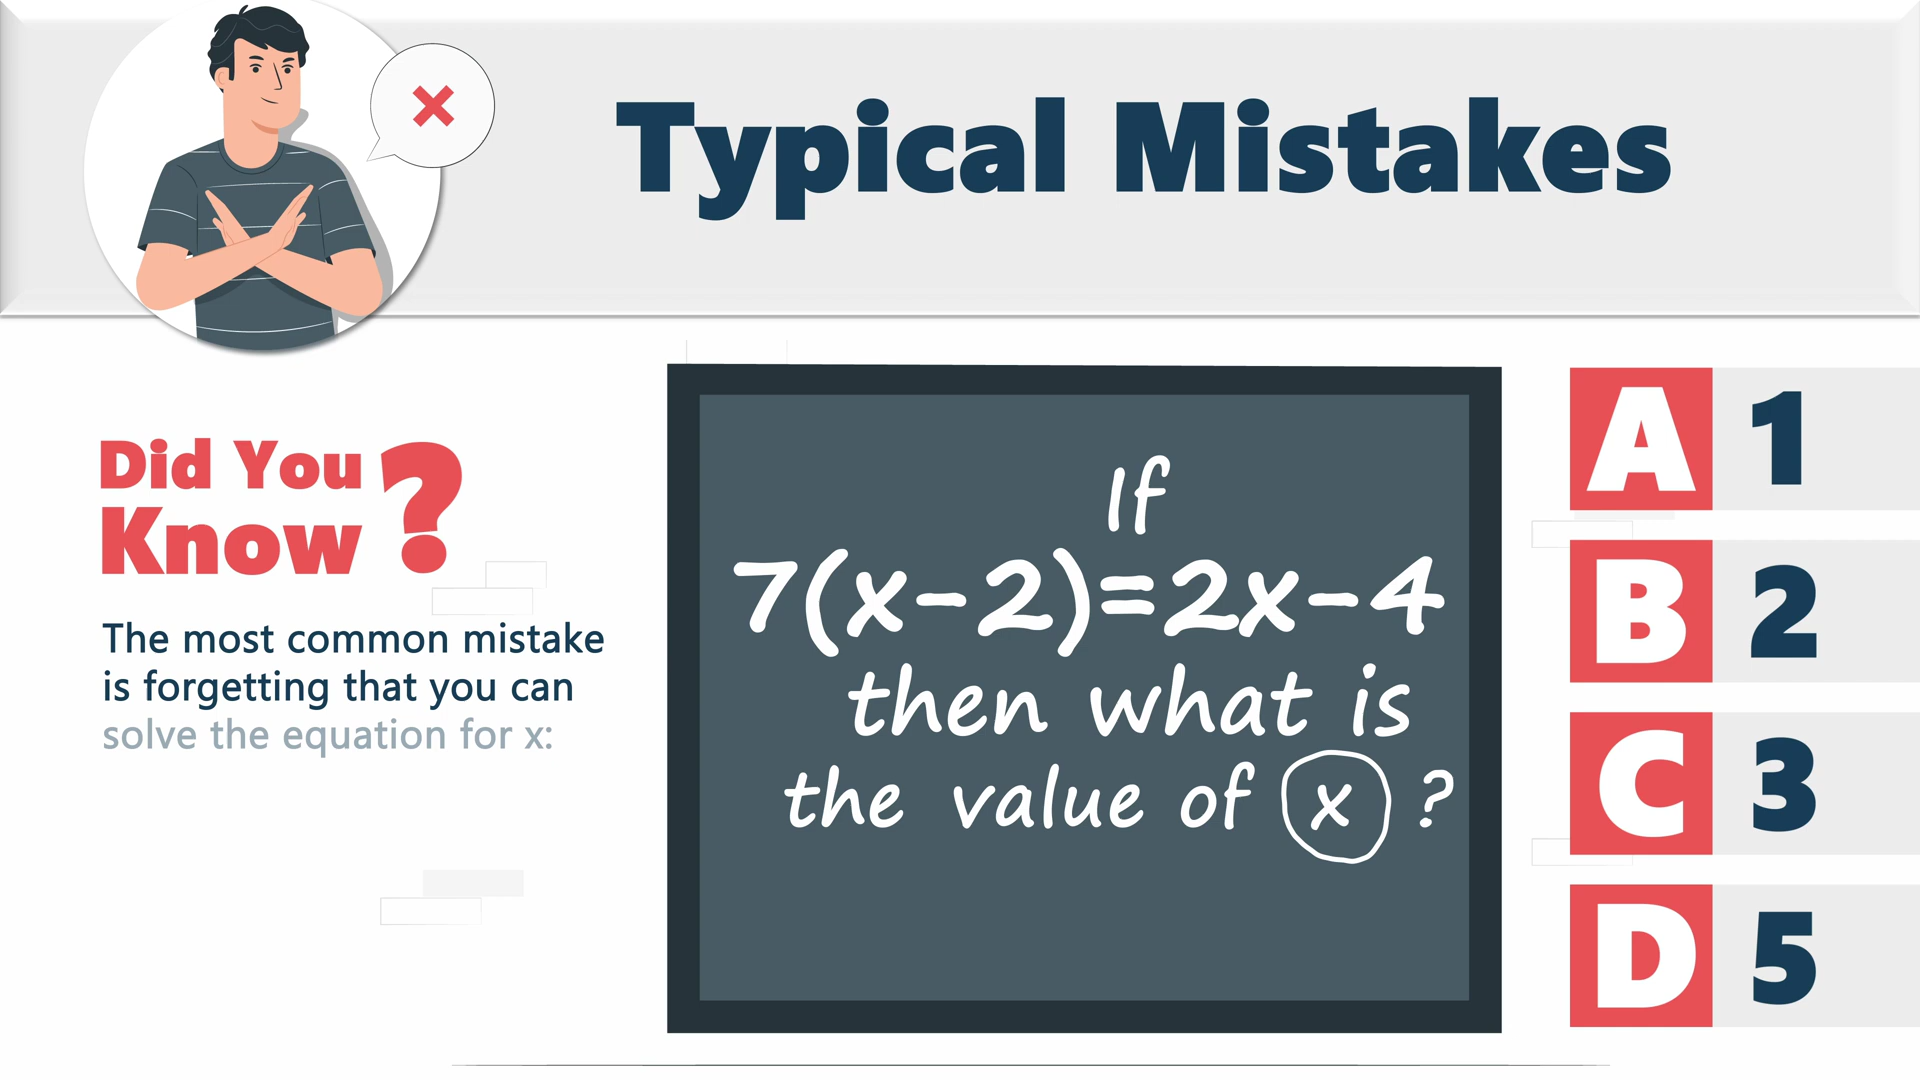 Typical Mistakes
Did You
Know?
The most common mistake
is forgetting that you can
solve the equation for x:
If
7(x-2)=2x-4
then what is
the value of x ?
A 1
B 2
C 3
D 5